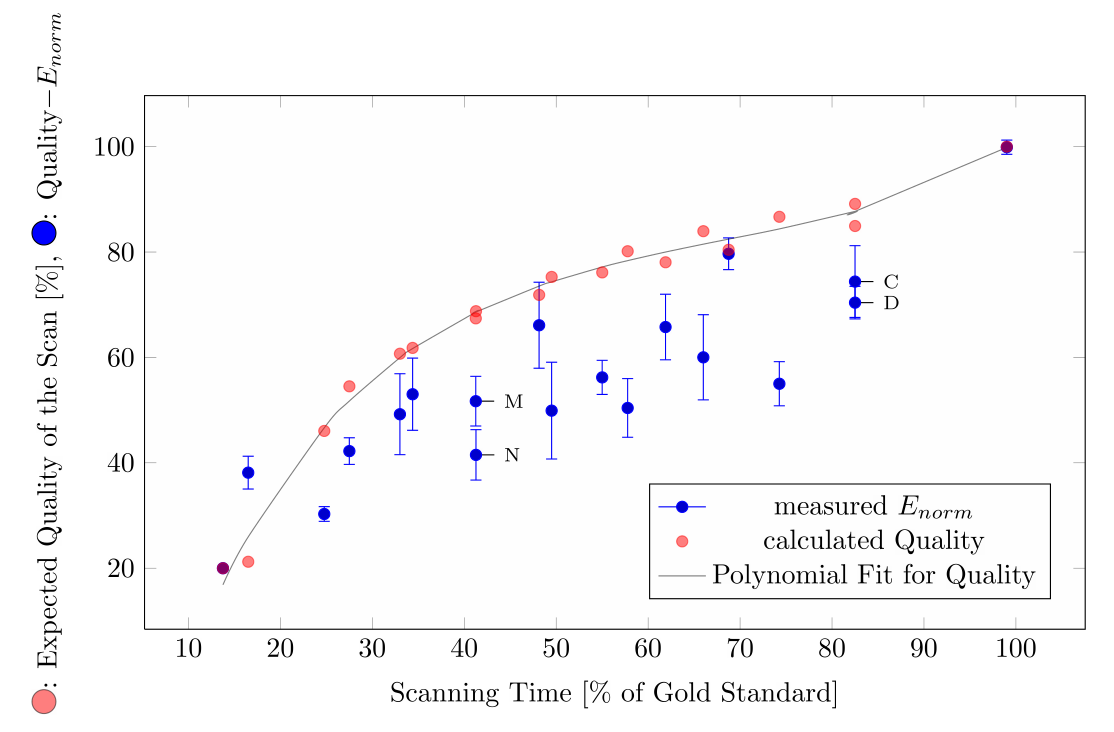 : Expected Quality of the Scan [%], : Quality−E_norm
100
80
60
40
20
C
D
M
N
measured E_norm
calculated Quality
Polynomial Fit for Quality
10 20 30 40 50 60 70 80 90 100
Scanning Time [% of Gold Standard]